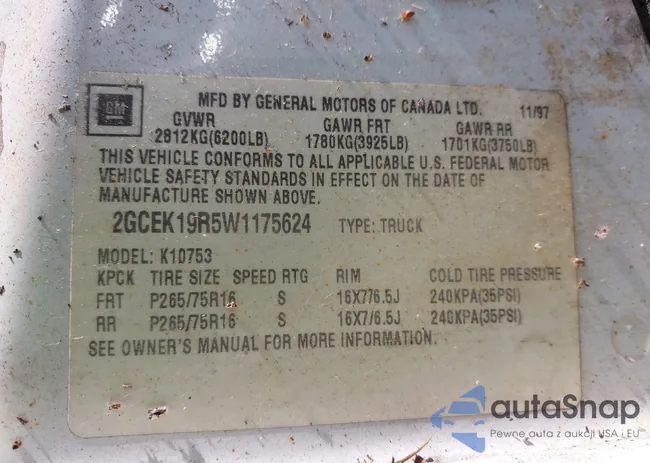 GM
MFD BY GENERAL MOTORS OF CANADA LTD. 11/97
GVWR GAWR FRT GAWR RR
2812KG(6200LB) 1780KG(3925LB) 1701KG(3750LB)
THIS VEHICLE CONFORMS TO ALL APPLICABLE U.S. FEDERAL MOTOR
VEHICLE SAFETY STANDARDS IN EFFECT ON THE DATE OF
MANUFACTURE SHOWN ABOVE.
2GCEK19R5W1175624 TYPE: TRUCK
MODEL: K10753
KPCK TIRE SIZE SPEED RTG RIM COLD TIRE PRESSURE
FRT P265/75R16 S 16X7/6.5J 240KPA(35PSI)
RR P265/75R16 S 16X7/6.5J 240KPA(35PSI)
SEE OWNER'S MANUAL FOR MORE INFORMATION.
autaSnap
Pewne auta z aukcji USA i EU